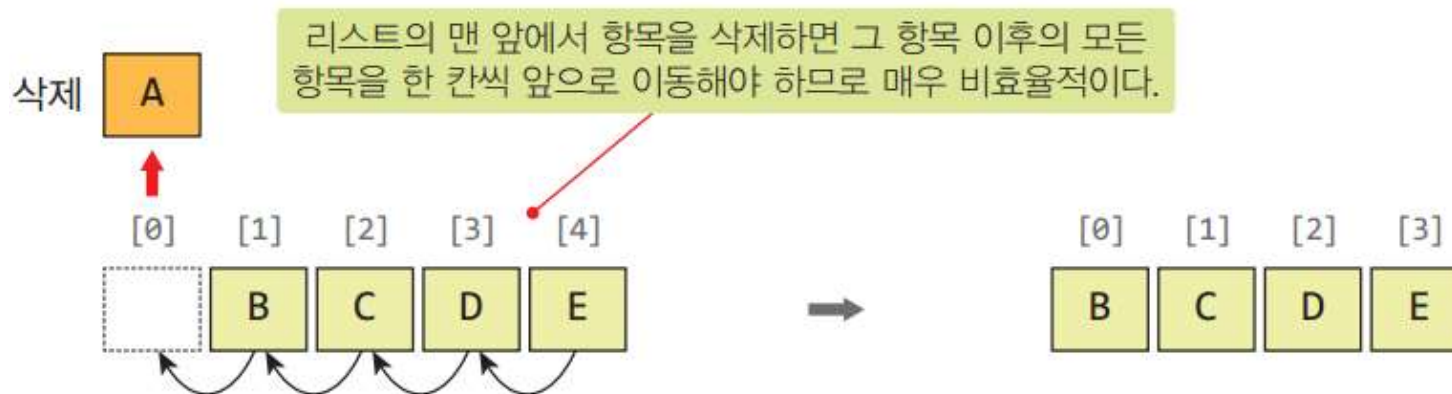 리스트의 맨 앞에서 항목을 삭제하면 그 항목 이후의 모든
항목을 한 칸씩 앞으로 이동해야 하므로 매우 비효율적이다.
삭제 A
[0] [1] [2] [3] [4] [0] [1] [2] [3]
B C D E B C D E